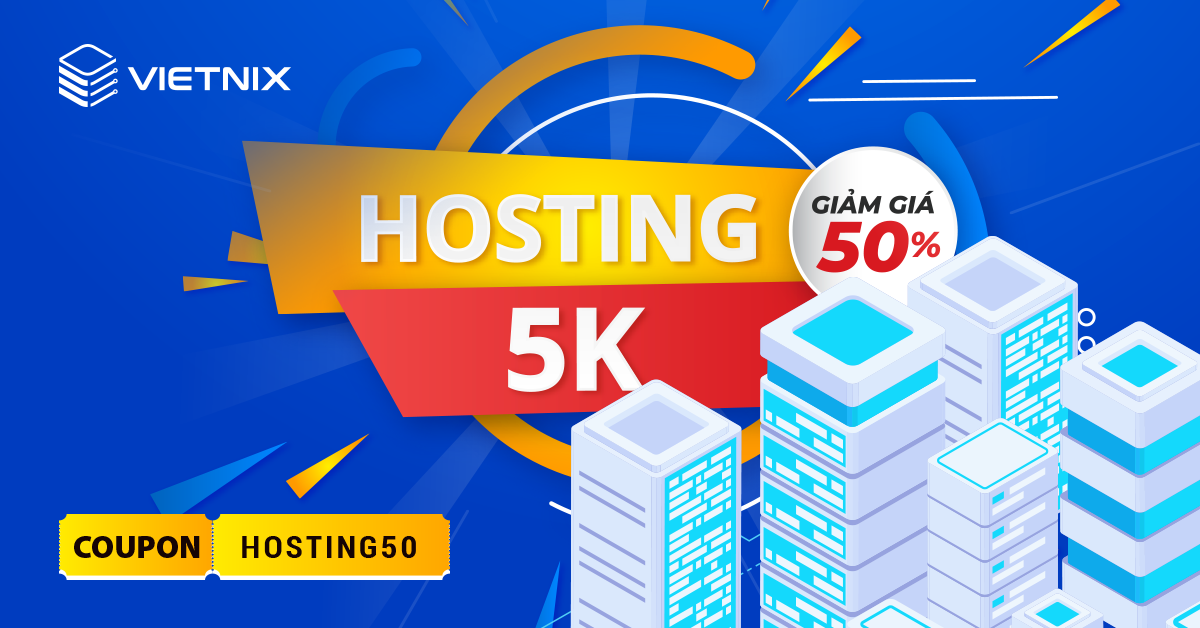 VIETNIX
HOSTING
5K
GIẢM GIÁ
50%
COUPON HOSTING50